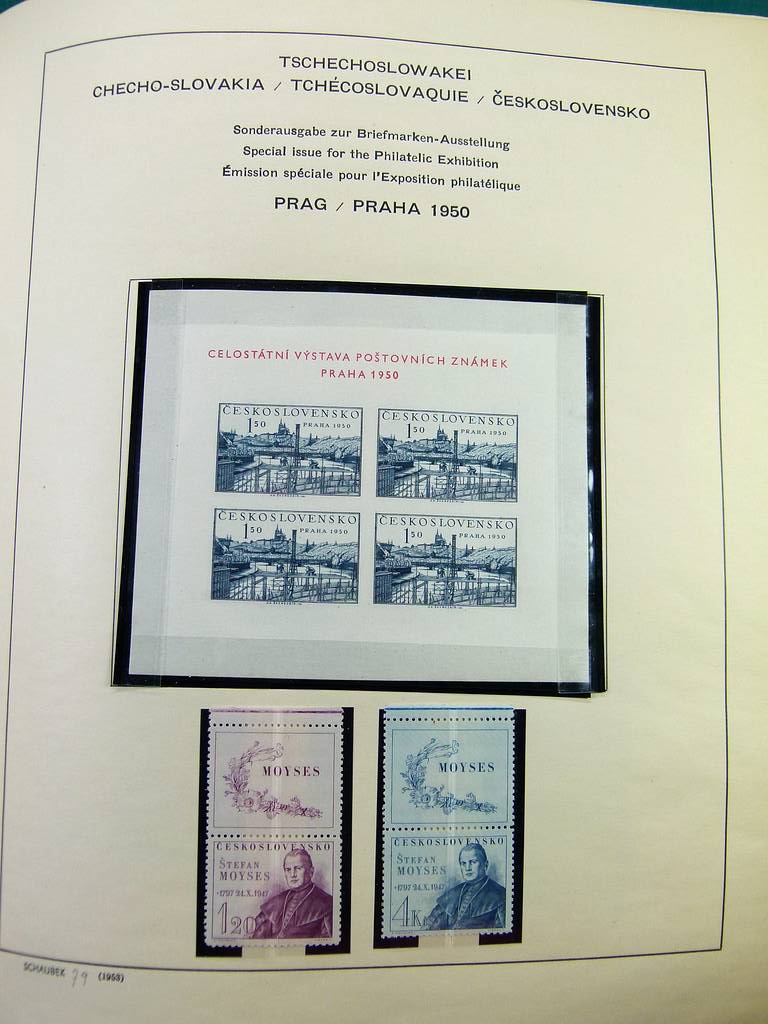 TSCHECHOSLOWAKEI
CHECHO-SLOVAKIA / TCHÉCOSLOVAQUIE / ČESKOSLOVENSKO
Sonderausgabe zur Briefmarken-Ausstellung
Special issue for the Philatelic Exhibition
Émission spéciale pour l'Exposition philatélique
PRAG / PRAHA 1950
CELOSTÁTNÍ VÝSTAVA POŠTOVNÍCH ZNÁMEK
PRAHA 1950
ČESKOSLOVENSKO
1 50 PRAHA 1950
ČESKOSLOVENSKO
1 50 PRAHA 1950
ČESKOSLOVENSKO
1 50 PRAHA 1950
ČESKOSLOVENSKO
1 50 PRAHA 1950
MOYSES
ČESKOSLOVENSKO
ŠTEFAN
MOYSES
1797 24.X.1947
1 20
MOYSES
ČESKOSLOVENSKO
ŠTEFAN
MOYSES
1797 24.X.1947
4 Kčs
SCHAUBEK 79 (1953)